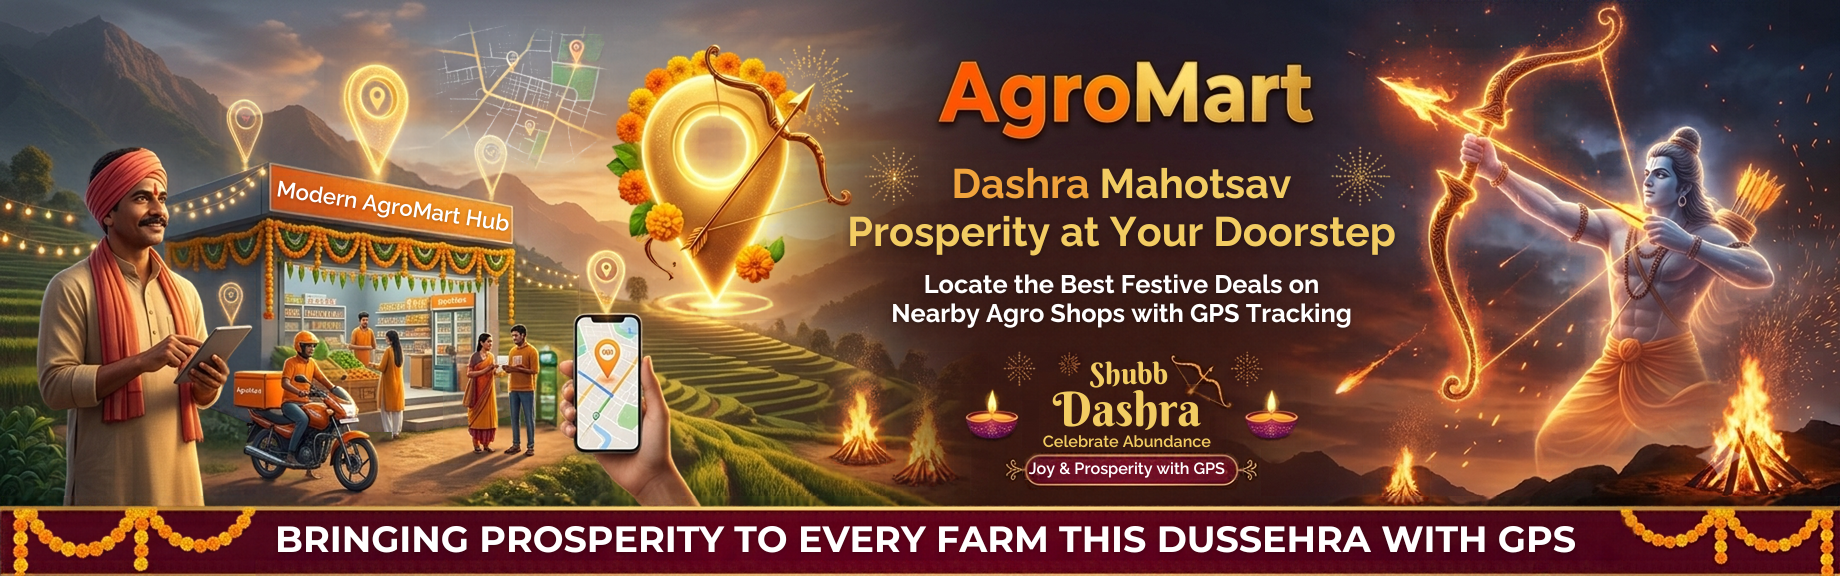 AgroMart
Dashra Mahotsav
Prosperity at Your Doorstep
Locate the Best Festive Deals on
Nearby Agro Shops with GPS Tracking
Shubb
Dashra
Celebrate Abundance
Joy & Prosperity with GPS
Modern AgroMart Hub
AgroMart
BRINGING PROSPERITY TO EVERY FARM THIS DUSSEHRA WITH GPS